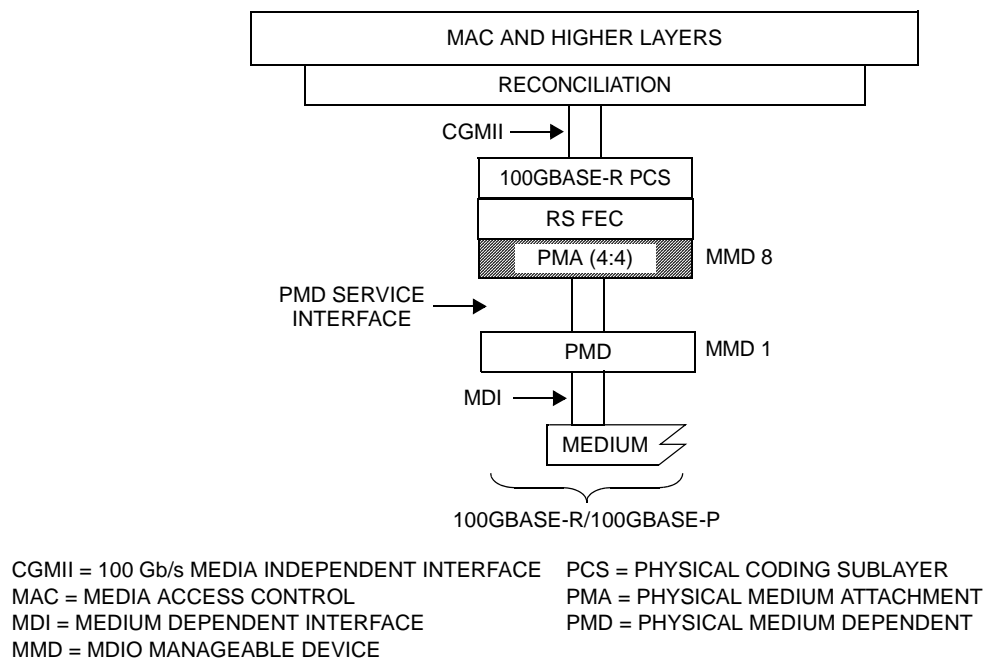 MAC AND HIGHER LAYERS
RECONCILIATION
CGMII
100GBASE-R PCS
RS FEC
PMA (4:4)
MMD 8
PMD SERVICE
INTERFACE
PMD
MMD 1
MDI
MEDIUM
100GBASE-R/100GBASE-P
CGMII = 100 Gb/s MEDIA INDEPENDENT INTERFACE
MAC = MEDIA ACCESS CONTROL
MDI = MEDIUM DEPENDENT INTERFACE
MMD = MDIO MANAGEABLE DEVICE
PCS = PHYSICAL CODING SUBLAYER
PMA = PHYSICAL MEDIUM ATTACHMENT
PMD = PHYSICAL MEDIUM DEPENDENT